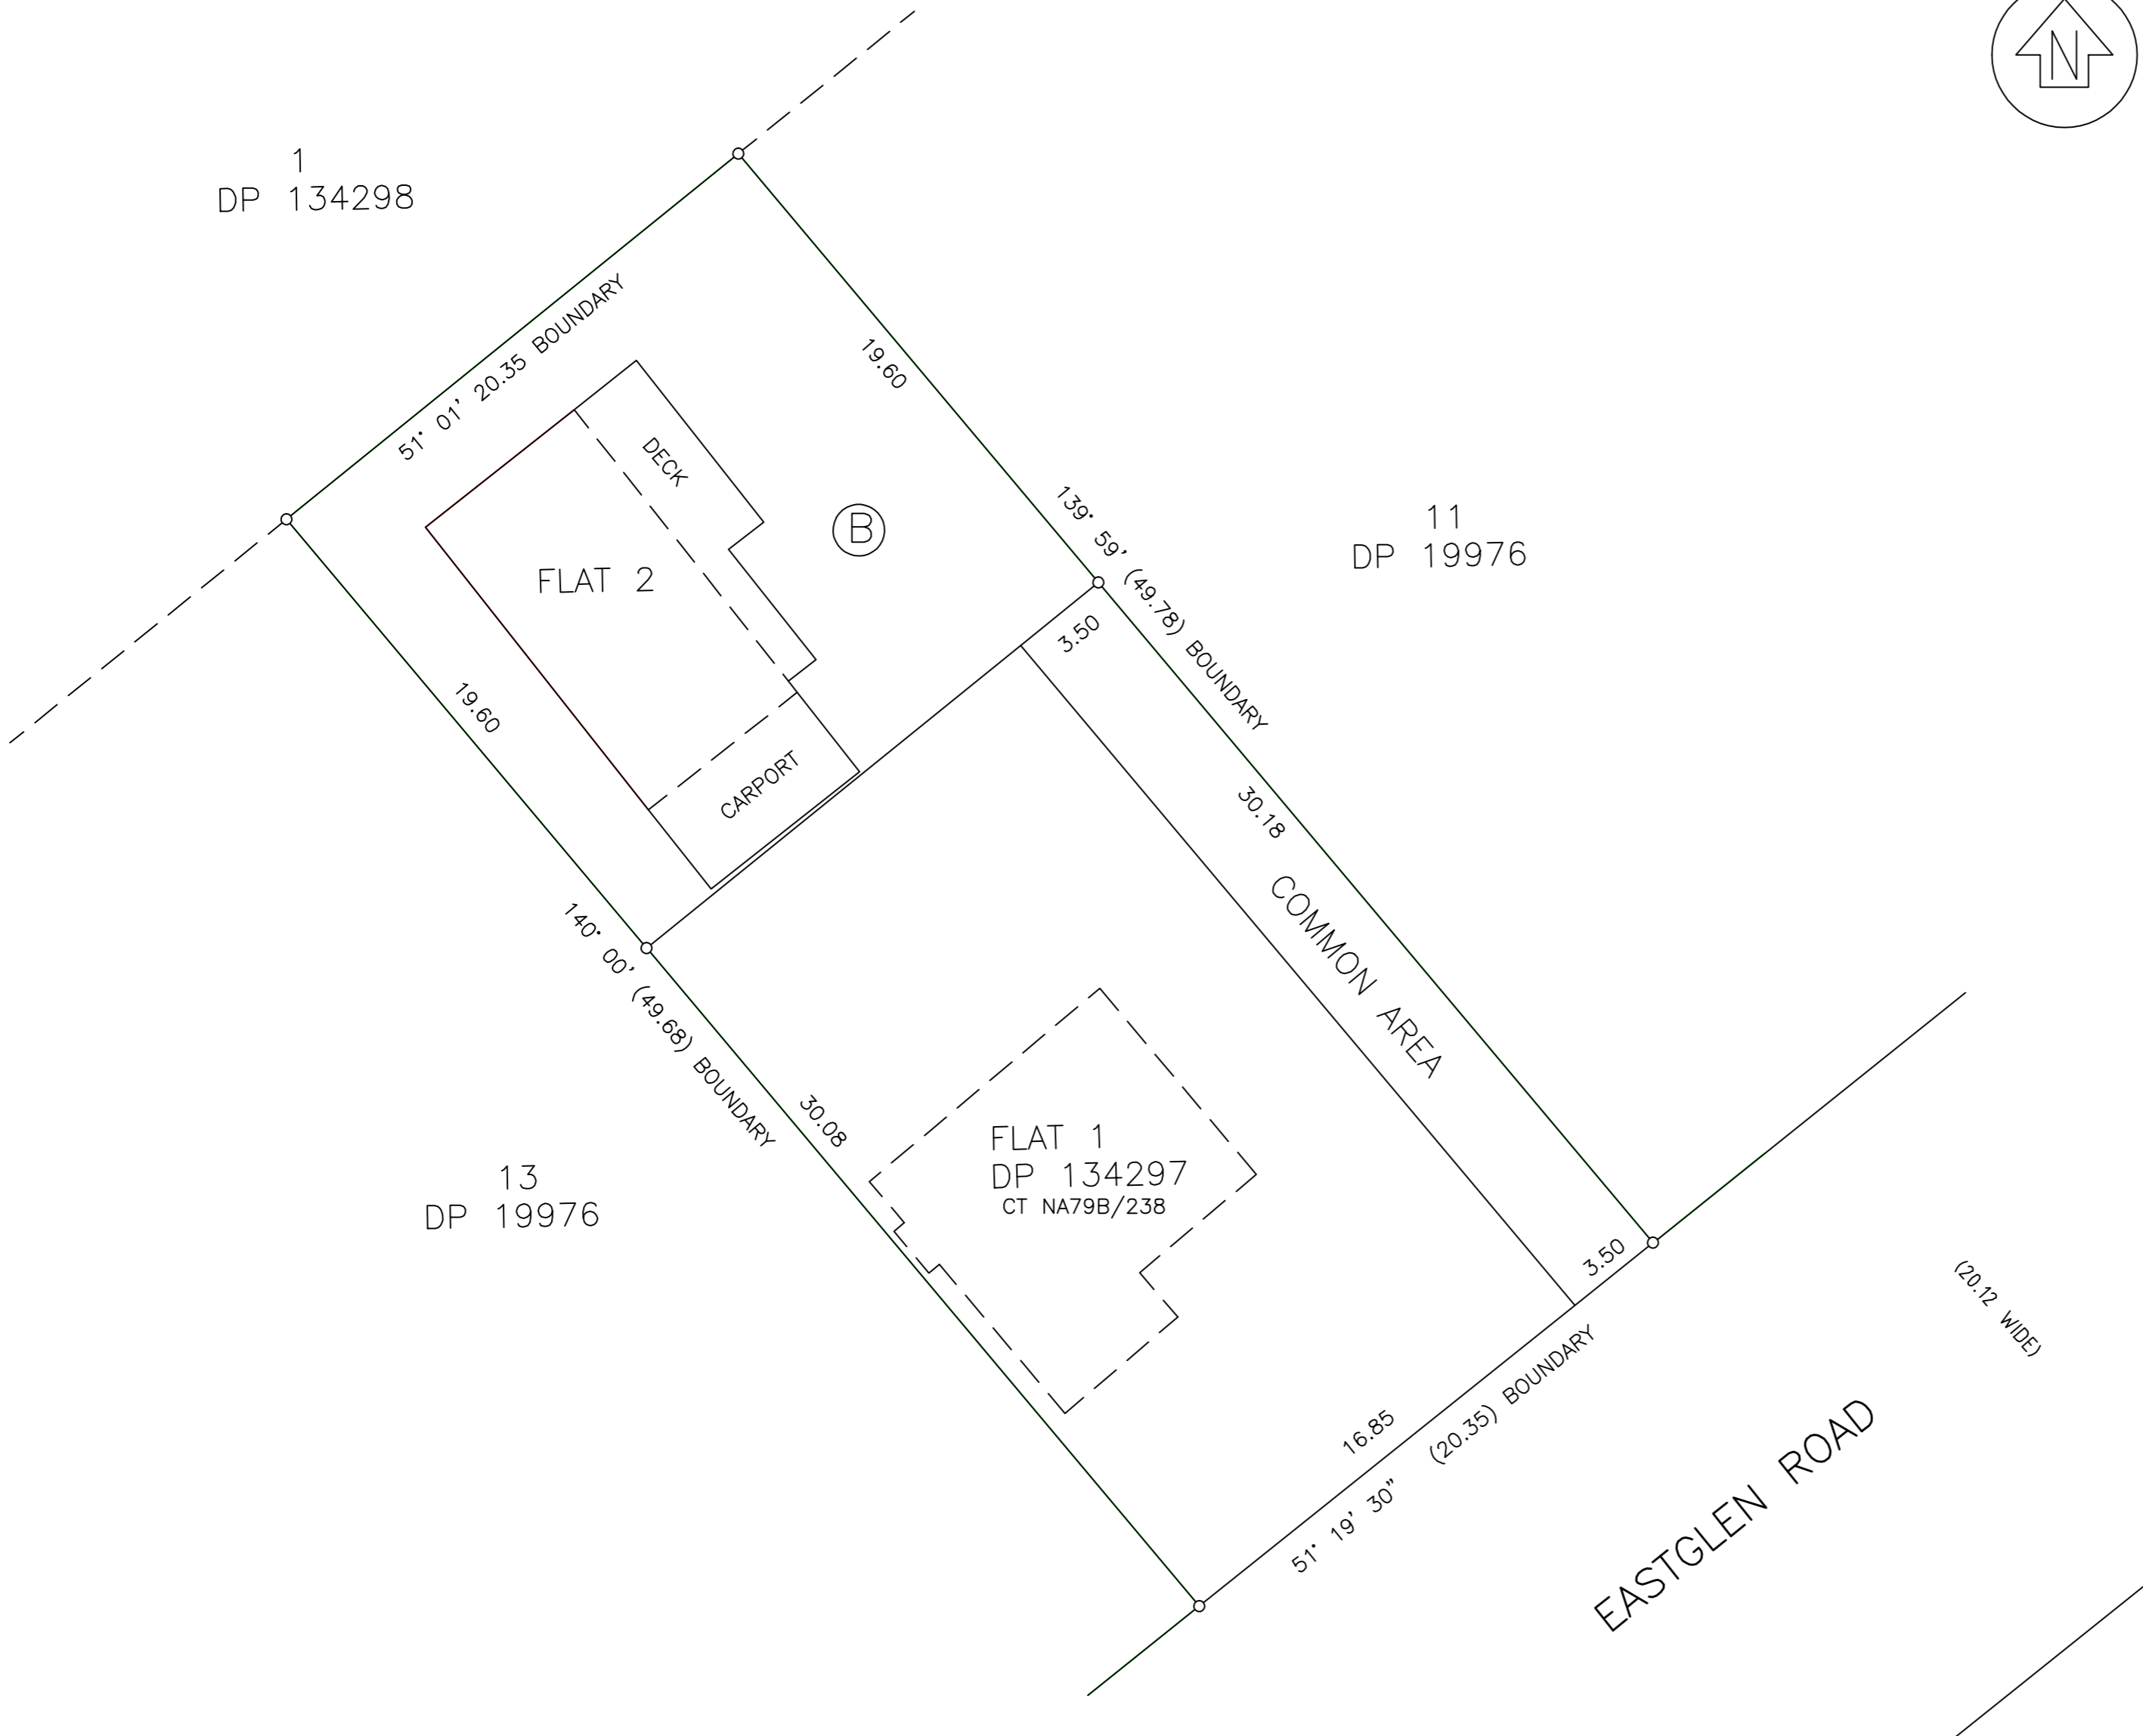 N
1
DP 134298
51° 01' 20.35 BOUNDARY
19.60
DECK
B
FLAT 2
11
DP 19976
139° 59' (49.78) BOUNDARY
3.50
19.60
CARPORT
30.18
COMMON AREA
140° 00' (49.68) BOUNDARY
30.08
FLAT 1
DP 134297
CT NA79B/238
13
DP 19976
3.50
(20.12 WIDE)
16.85
51° 19' 30" (20.35) BOUNDARY
EASTGLEN ROAD